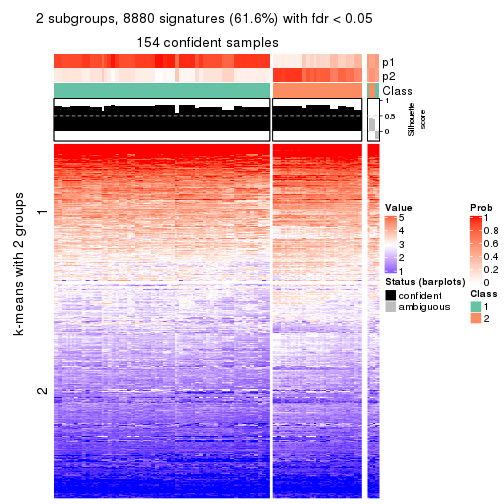 2 subgroups, 8880 signatures (61.6%) with fdr < 0.05
154 confident samples
p1
p2
Class
1
0.5
0
Silhouette
score
k-means with 2 groups
1
2
Value
5
4
3
2
1
Status (barplots)
confident
ambiguous
Prob
1
0.8
0.6
0.4
0.2
0
Class
1
2